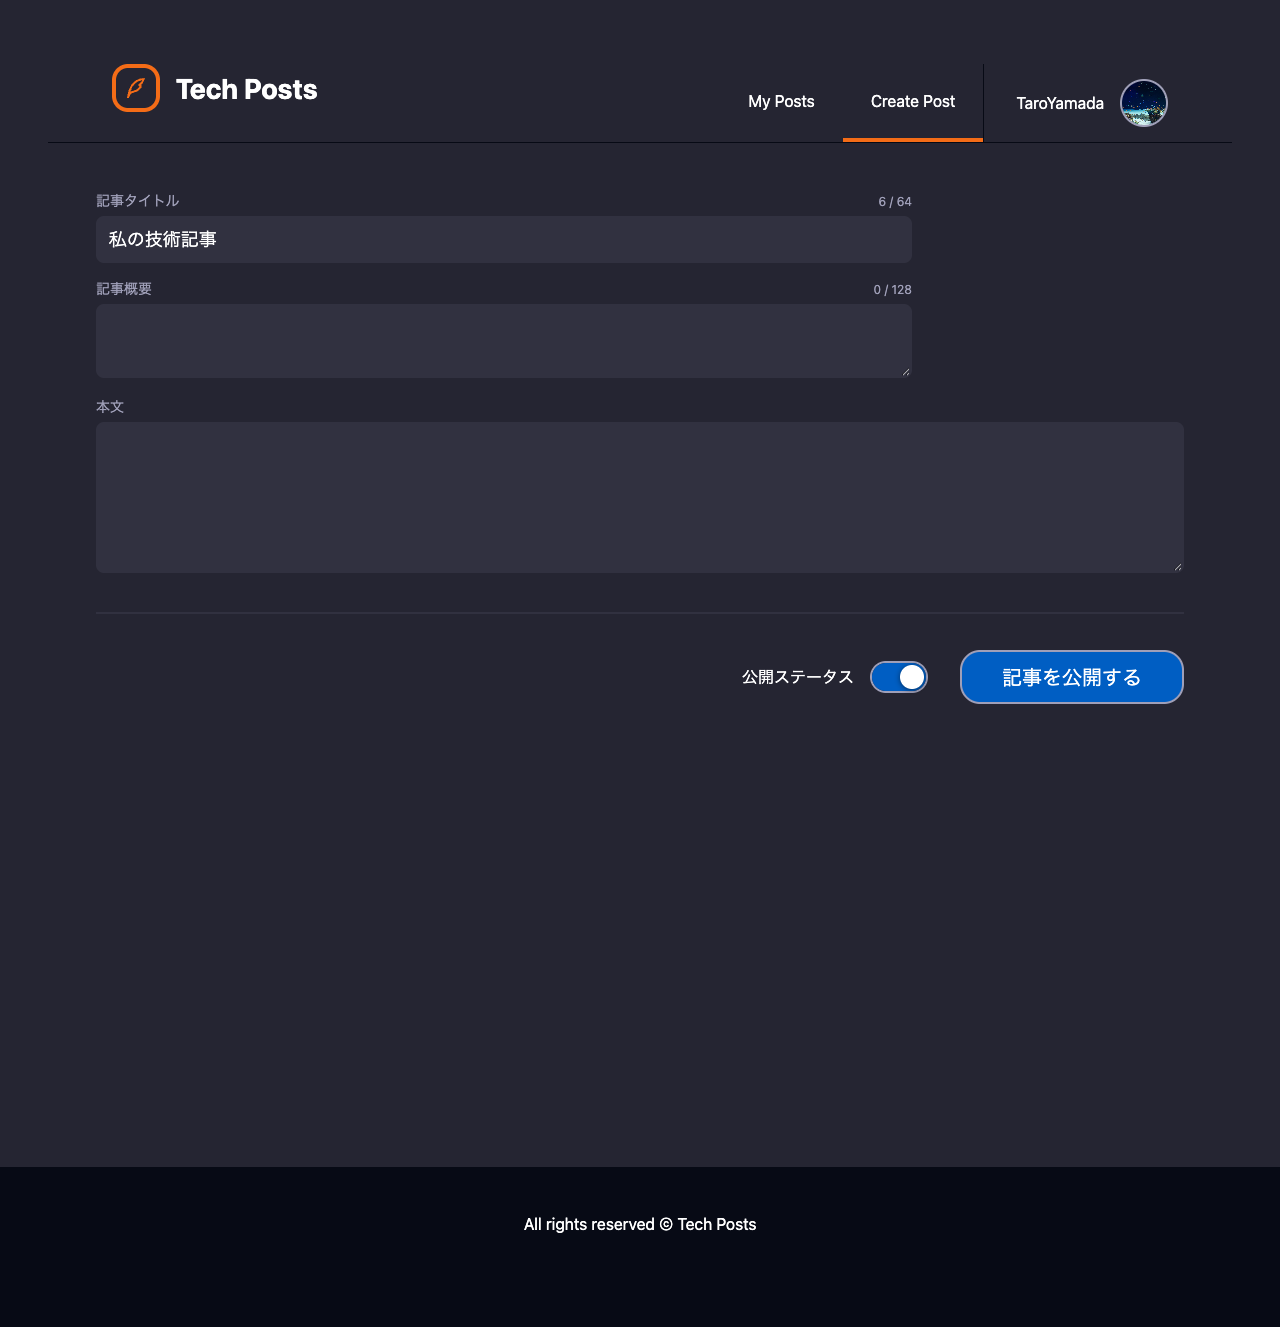 Tech Posts
My Posts
Create Post
TaroYamada
記事タイトル
6 / 64
私の技術記事
記事概要
0 / 128
本文
公開ステータス
記事を公開する
All rights reserved © Tech Posts